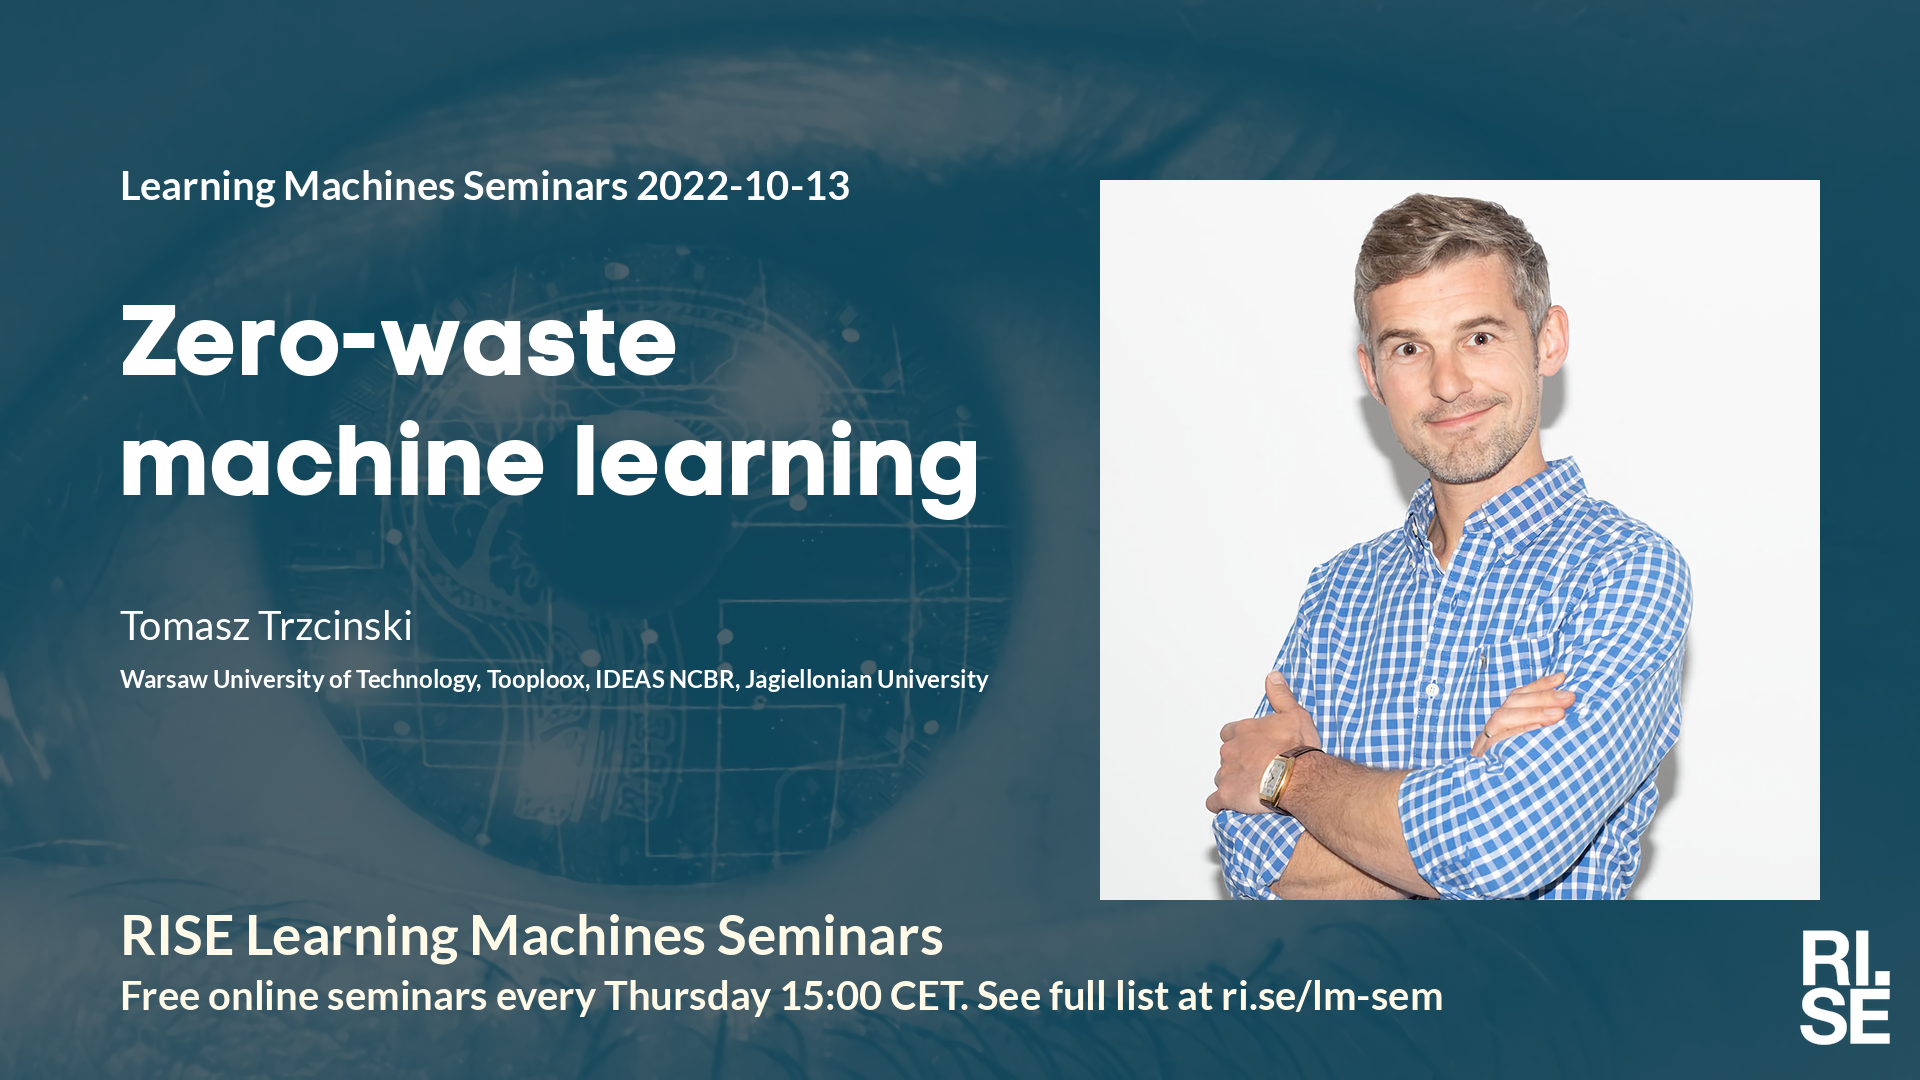 Learning Machines Seminars 2022-10-13
Zero-waste
machine learning
Tomasz Trzcinski
Warsaw University of Technology, Tooploox, IDEAS NCBR, Jagiellonian University
RISE Learning Machines Seminars
Free online seminars every Thursday 15:00 CET. See full list at ri.se/lm-sem
RI.
SE